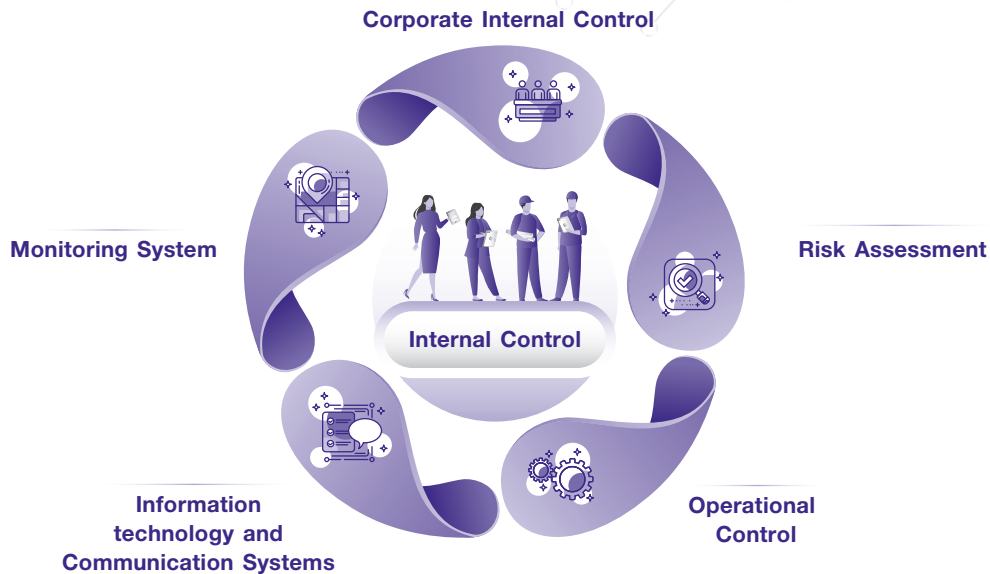 Corporate Internal Control
Monitoring System
Risk Assessment
Internal Control
Information
technology and
Communication Systems
Operational
Control